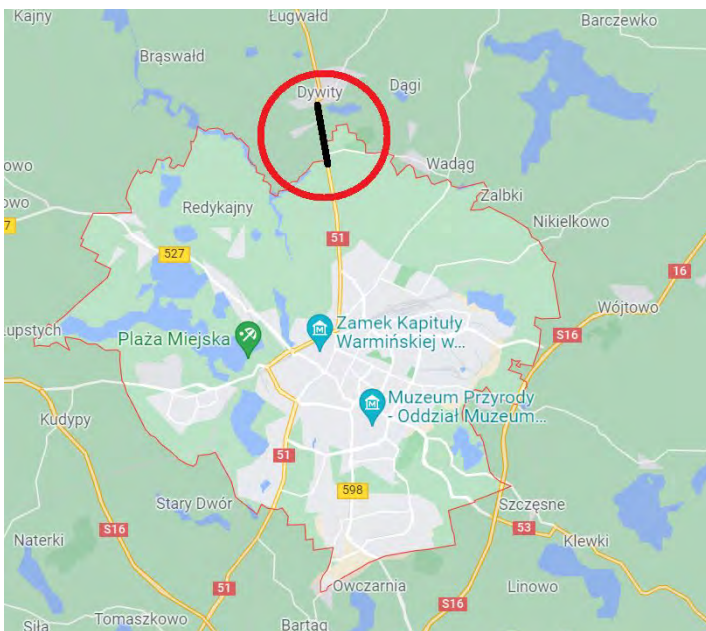 Kajny
Ługwałd
Barczewko
Brąswałd
Dywity
Dągi
owo
Wadąg
owo
Redykajny
Zalbki
7
Nikielkowo
51
527
16
Wójtowo
Łupstych
Plaża Miejska
Zamek Kapituły
Warmińskiej w...
S16
Muzeum Przyrody
- Oddział Muzeum...
Kudypy
51
598
Stary Dwór
Szczęsne
S16
53
Naterki
Klewki
51
Owczarnia
Linowo
S16
Tomaszkowo
Bartąg
Siła